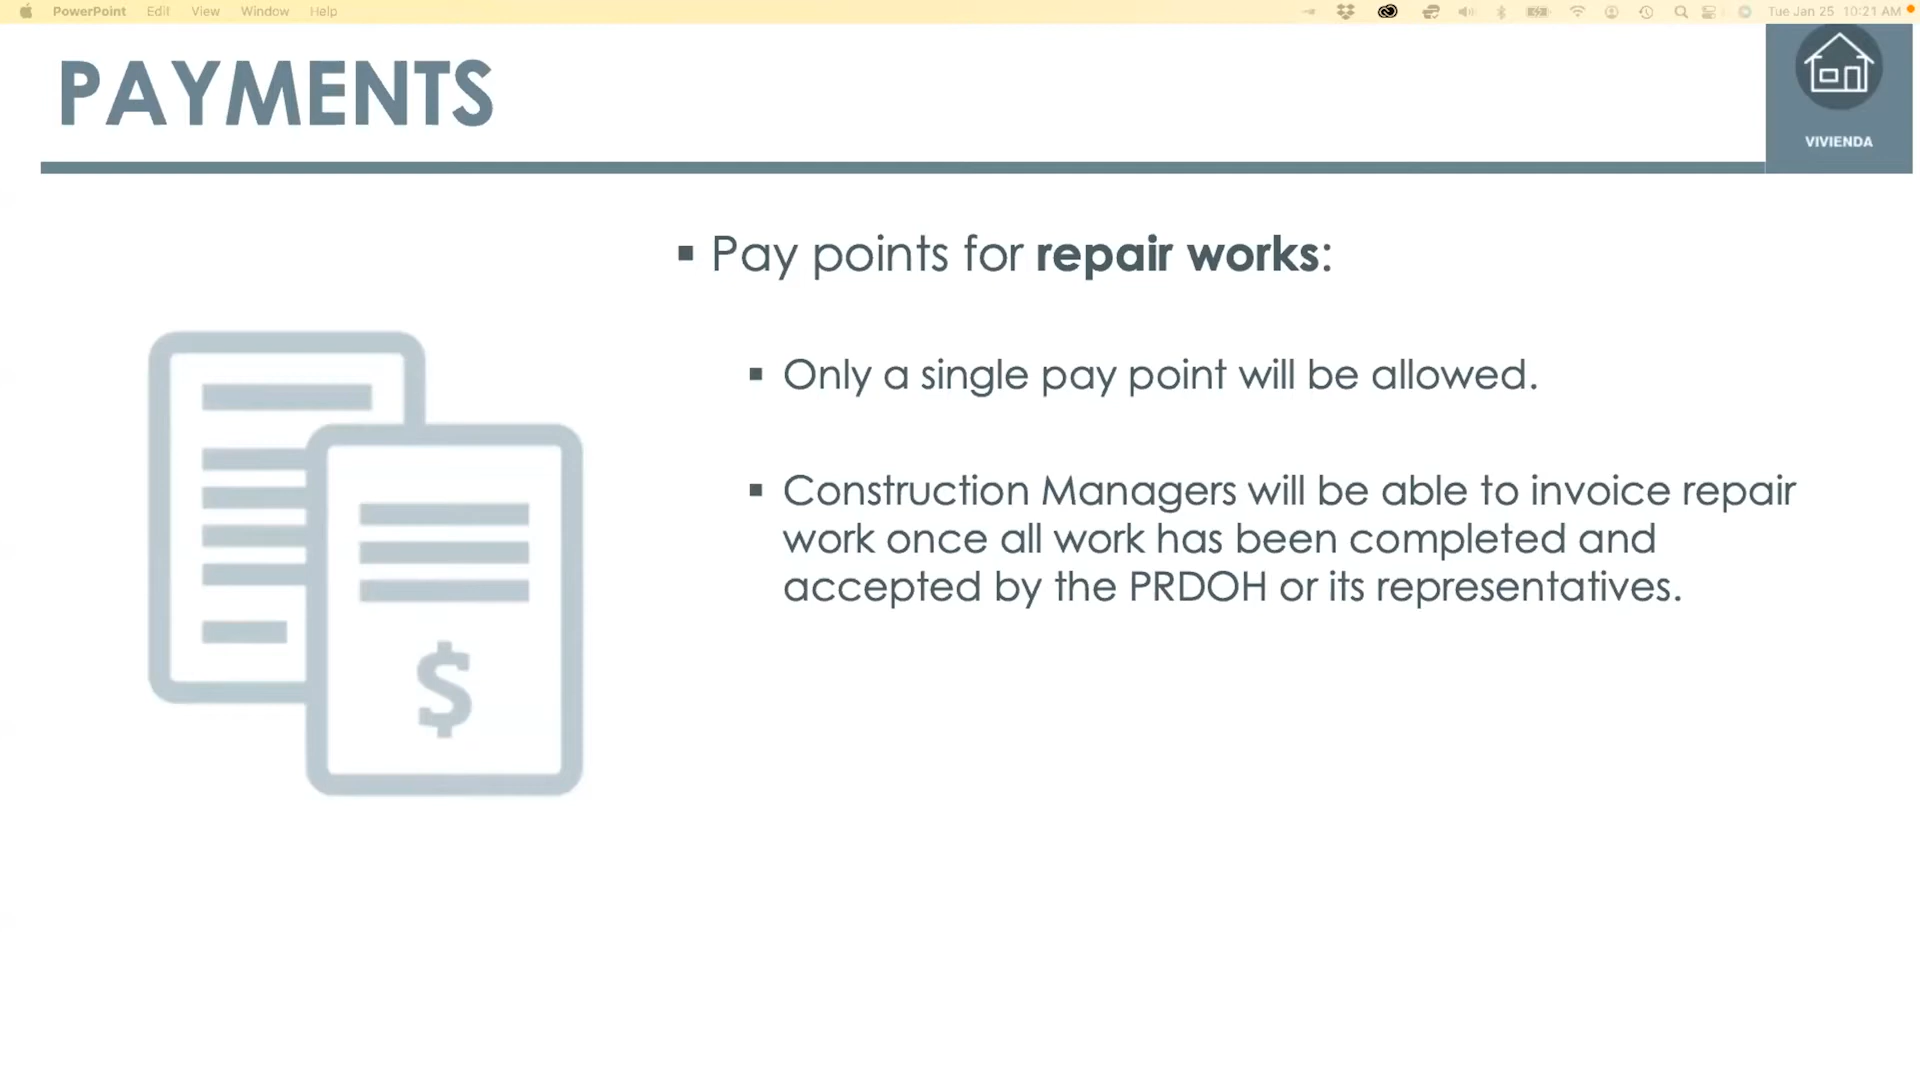 PowerPoint Edit View Window Help Tue Jan 25 10:21 AM
PAYMENTS
VIVIENDA
▪ Pay points for repair works:
▪ Only a single pay point will be allowed.
▪ Construction Managers will be able to invoice repair
work once all work has been completed and
accepted by the PRDOH or its representatives.
$